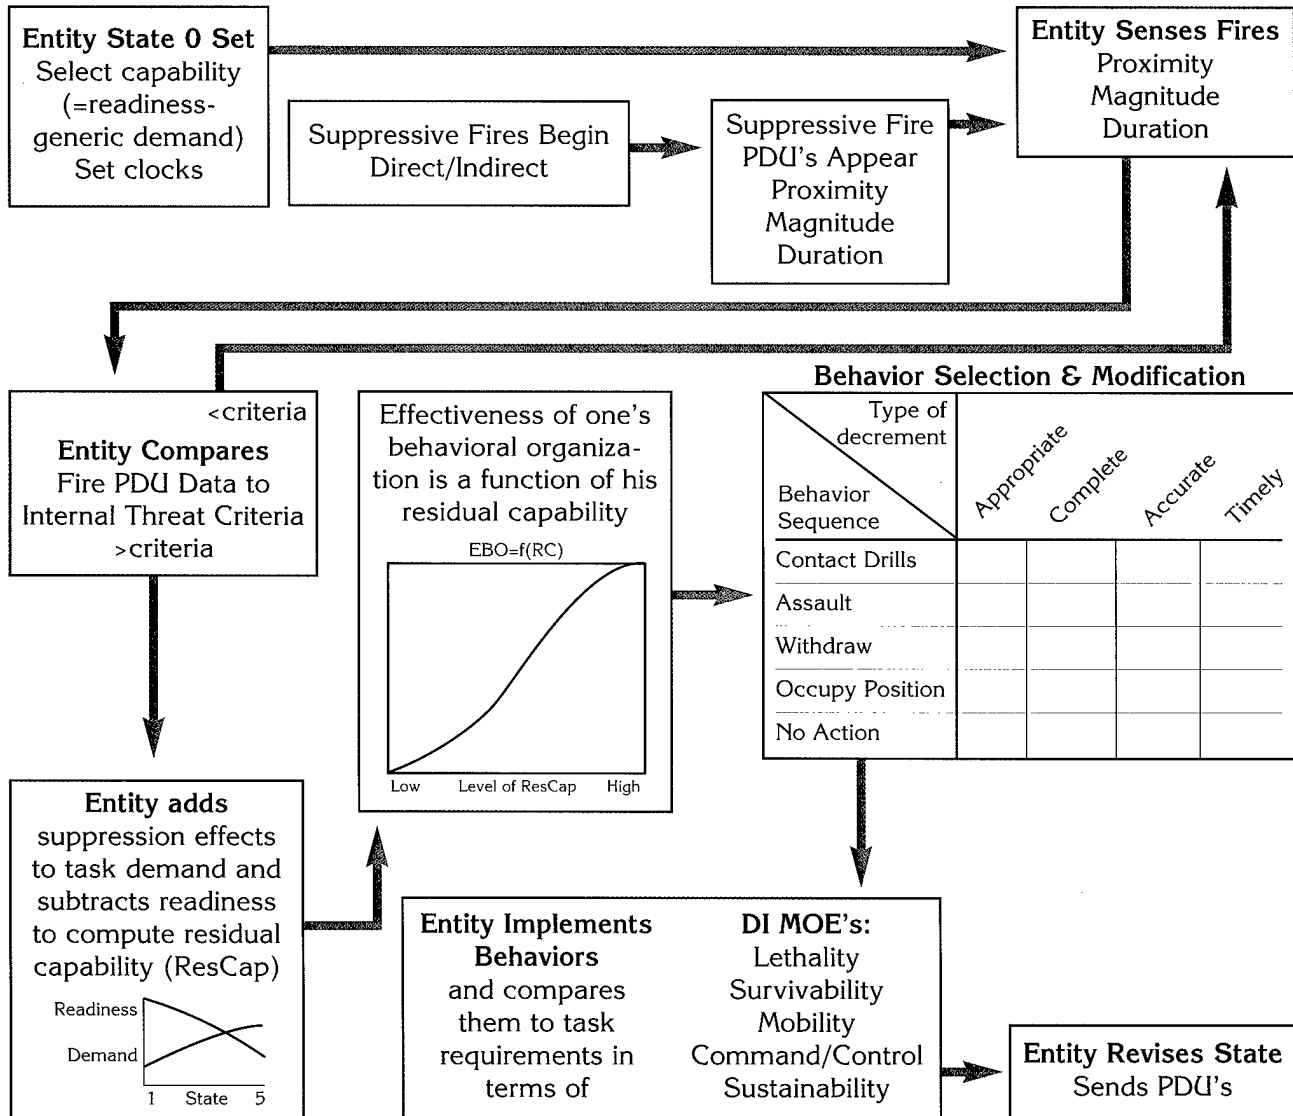 Entity State 0 Set
Select capability
(=readiness-
generic demand)
Set clocks
Suppressive Fires Begin
Direct/Indirect
Suppressive Fire
PDU's Appear
Proximity
Magnitude
Duration
Entity Senses Fires
Proximity
Magnitude
Duration
<criteria
Entity Compares
Fire PDU Data to
Internal Threat Criteria
>criteria
Entity adds
suppression effects
to task demand and
subtracts readiness
to compute residual
capability (ResCap)
Readiness
Demand
1 State 5
Effectiveness of one's
behavioral organiza-
tion is a function of his
residual capability
EBO=f(RC)
Low Level of ResCap High
Behavior Selection & Modification
Type of
decrement
Behavior
Sequence
Appropriate
Complete
Accurate
Timely
Contact Drills
Assault
Withdraw
Occupy Position
No Action
Entity Implements
Behaviors
and compares
them to task
requirements in
terms of
DI MOE's:
Lethality
Survivability
Mobility
Command/Control
Sustainability
Entity Revises State
Sends PDU's